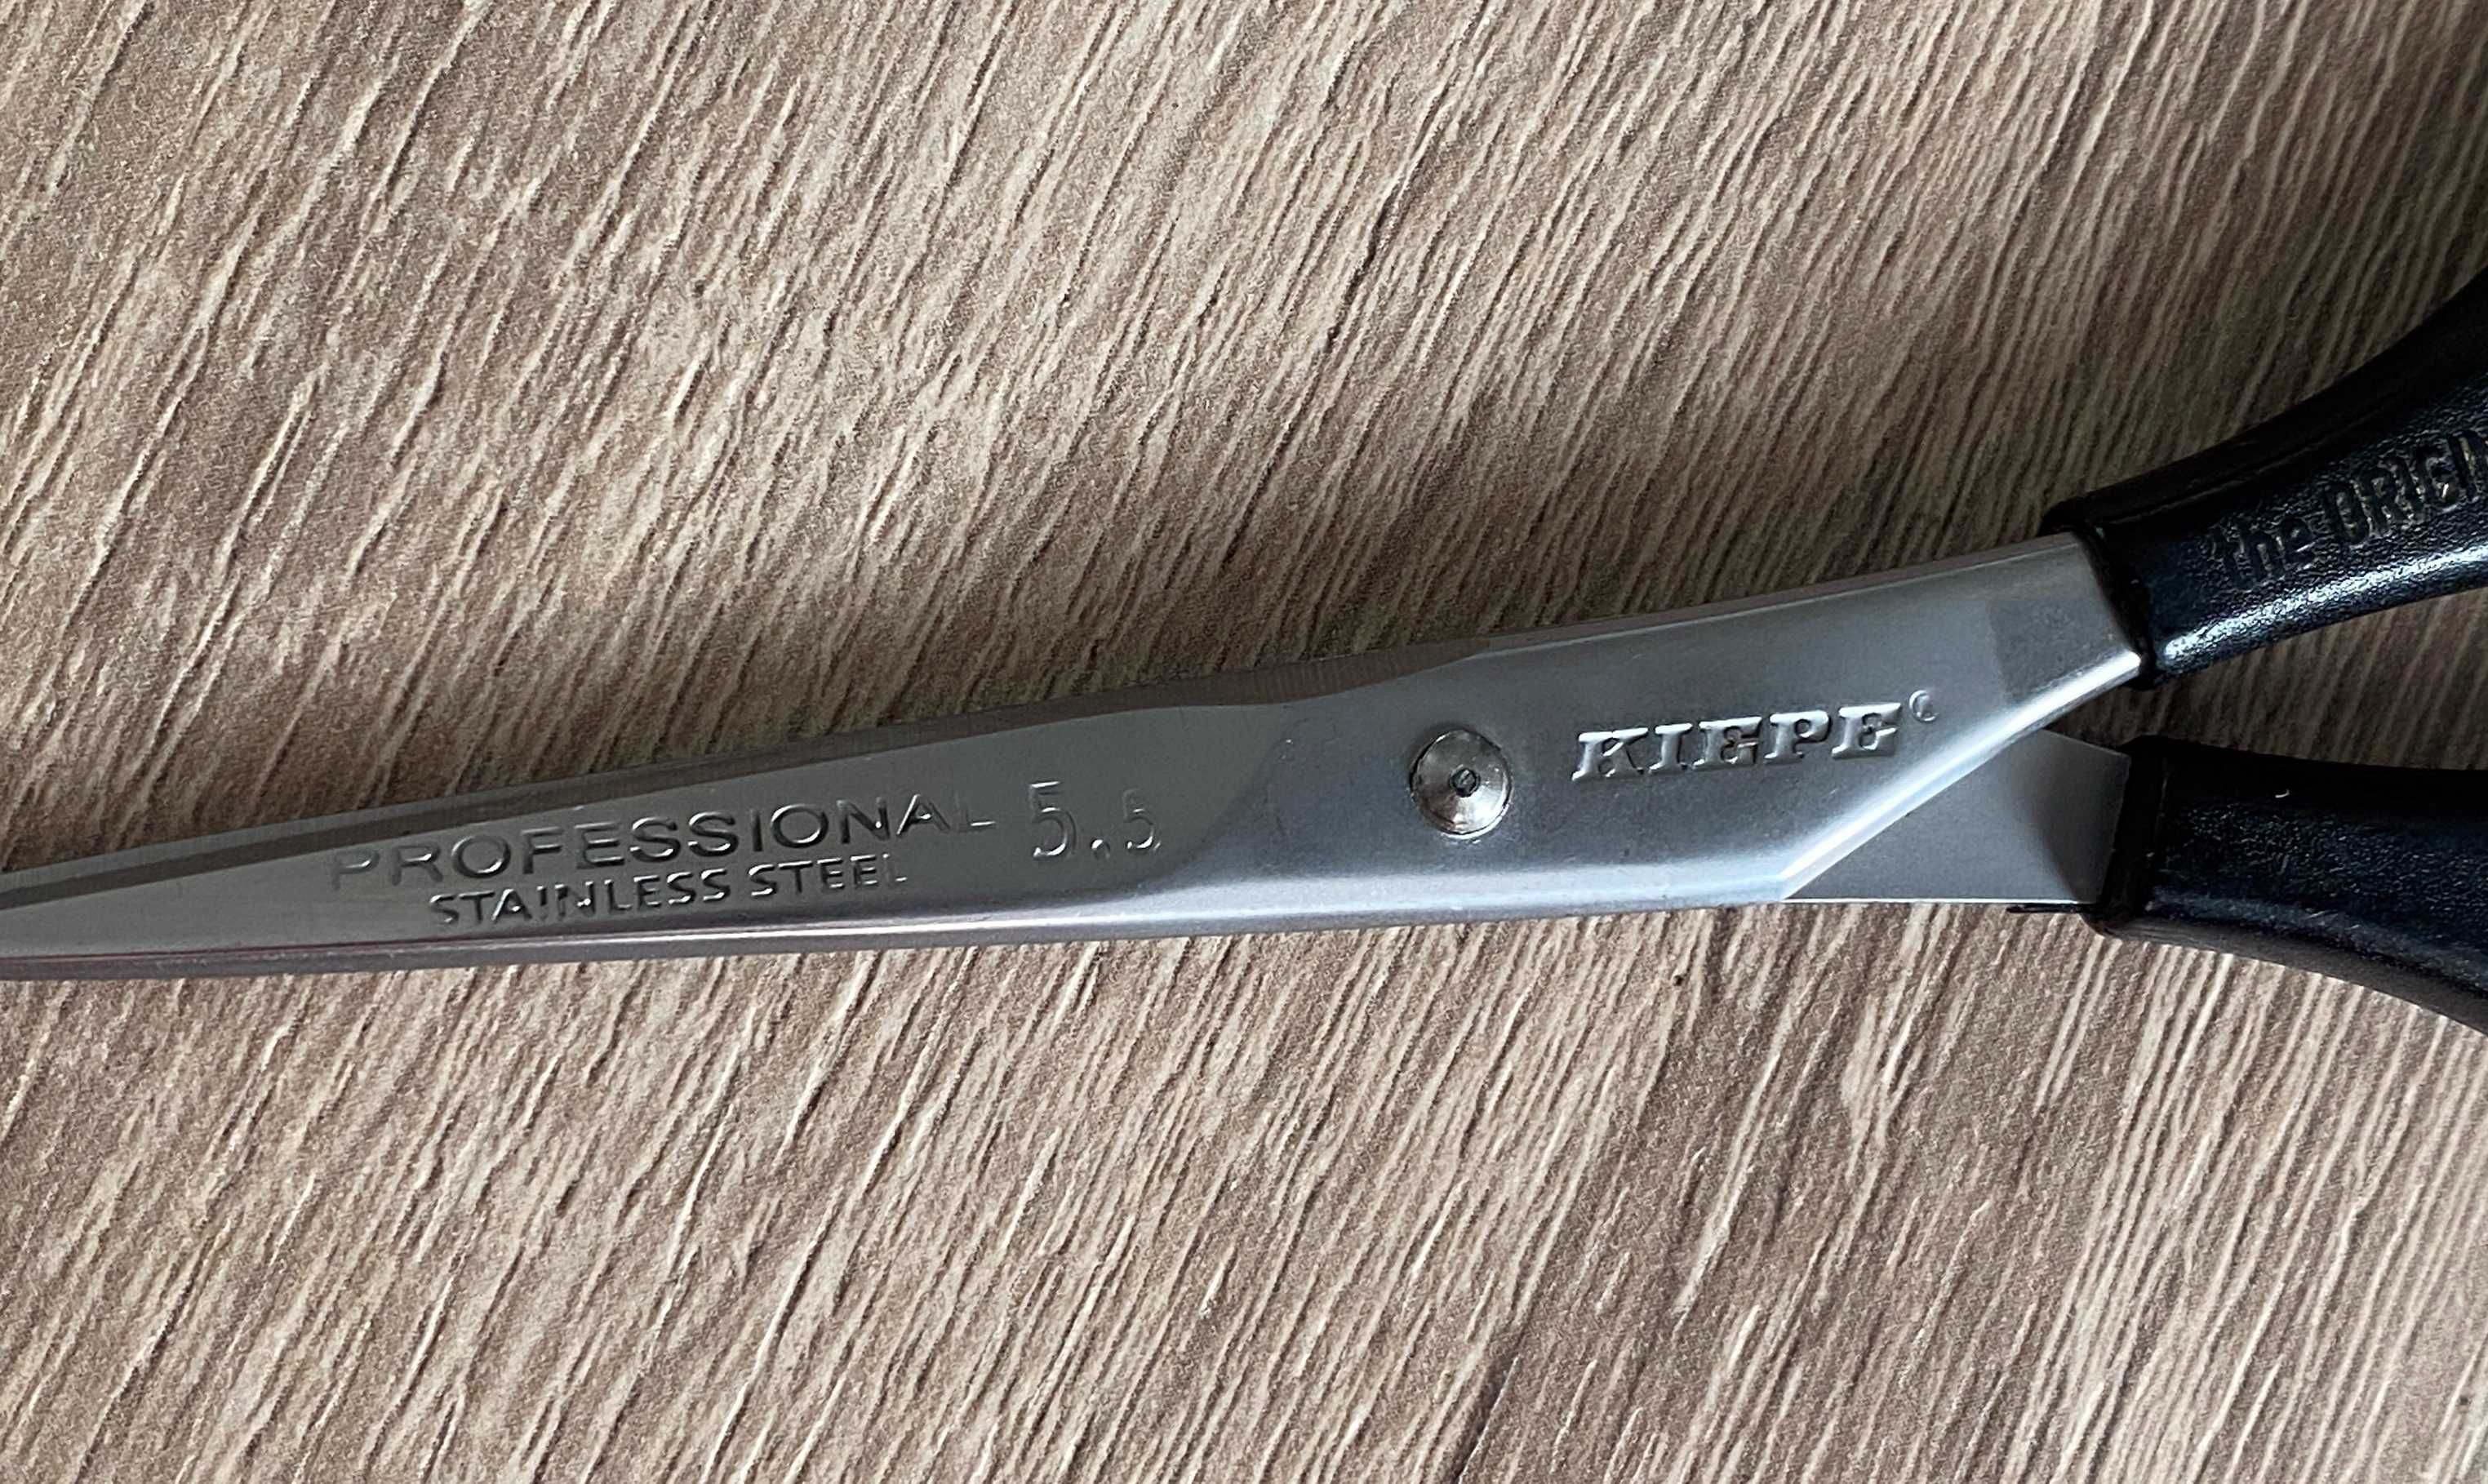 PROFESSIONAL 5.5
STAINLESS STEEL
KIEPE
the